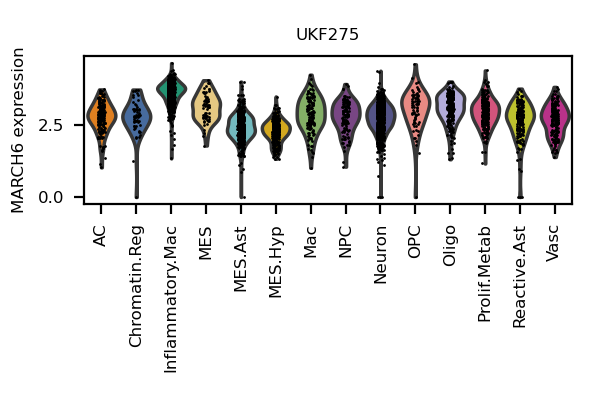 UKF275
MARCH6 expression
2.5
0.0
AC
Chromatin.Reg
Inflammatory.Mac
MES
MES.Ast
MES.Hyp
Mac
NPC
Neuron
OPC
Oligo
Prolif.Metab
Reactive.Ast
Vasc